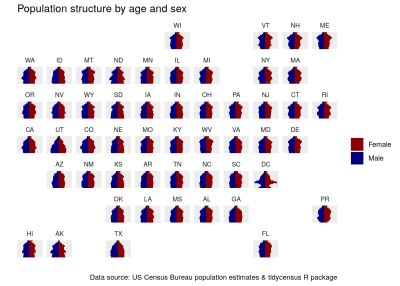 Population structure by age and sex
WI VT NH ME
WA ID MT ND MN IL MI NY MA
OR NV WY SD IA IN OH PA NJ CT RI
CA UT CO NE MO KY WV VA MD DE
AZ NM KS AR TN NC SC DC
OK LA MS AL GA PR
HI AK TX FL
Female
Male
Data source: US Census Bureau population estimates & tidycensus R package